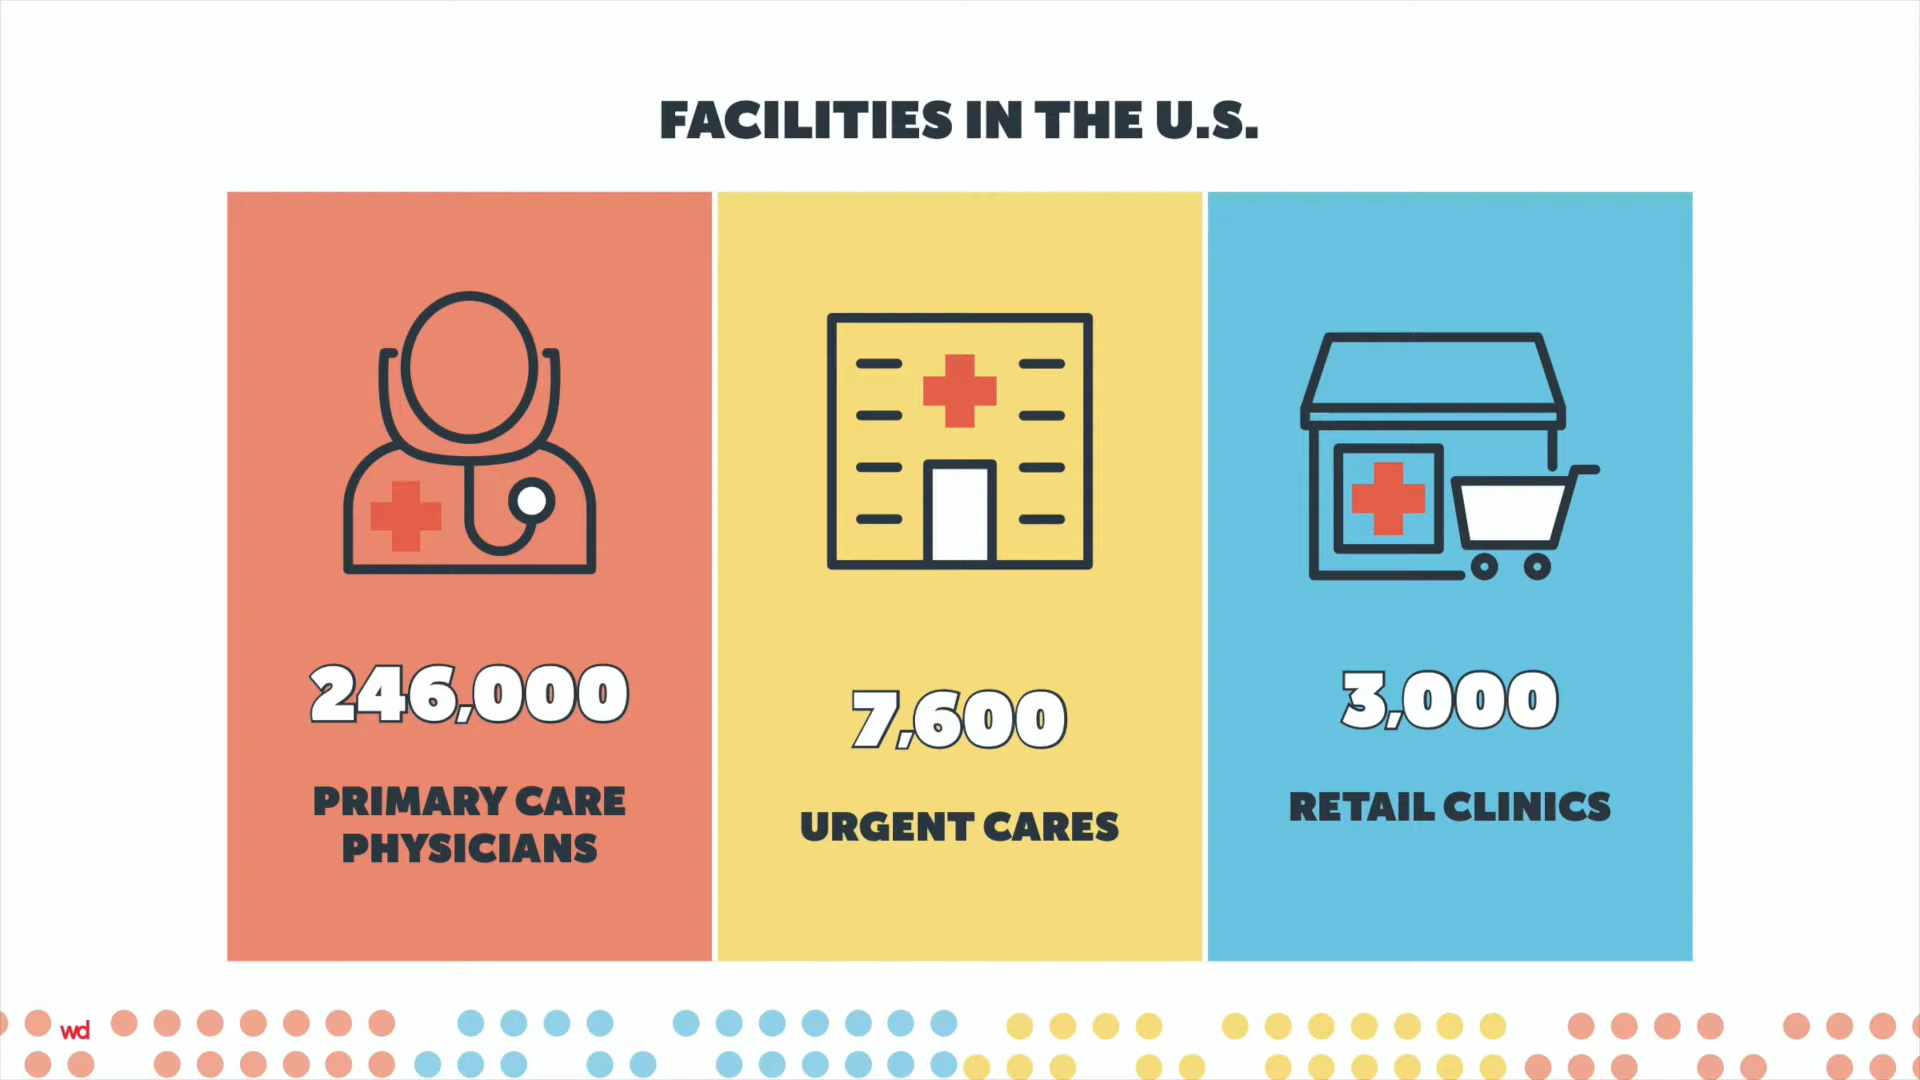 FACILITIES IN THE U.S.
246,000
PRIMARY CARE
PHYSICIANS
7,600
URGENT CARES
3,000
RETAIL CLINICS
wd